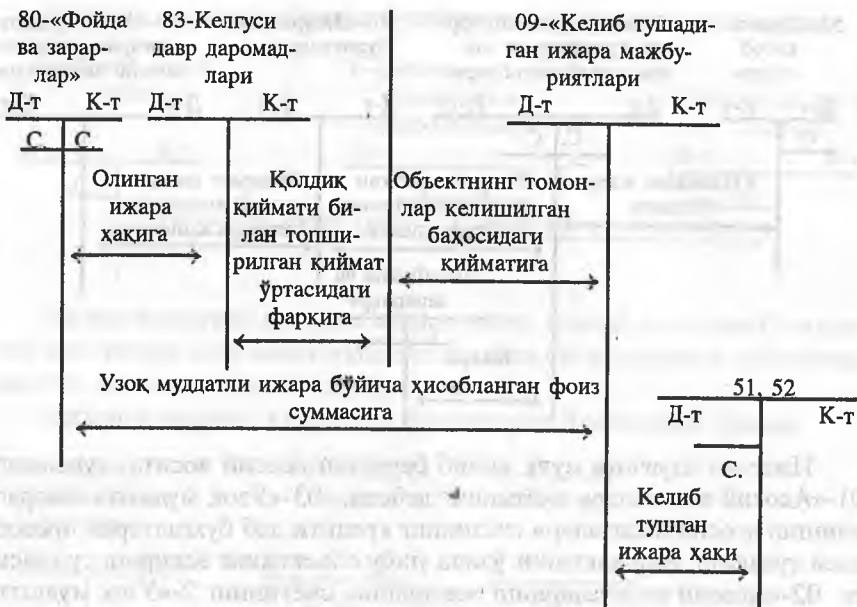 80-«Фойда
ва зарар-
лар»
83-Келгуси
давр даромад-
лари
09-«Келиб тушади-
ган ижара мажбу-
риятлари
Д-т К-т
Д-т К-т
Д-т К-т
С. С.
Олинган
ижара
ҳақига
Қолдиқ
қиймати би-
лан топши-
рилган қиймат
ўртасидаги
фарқига
Объектнинг томон-
лар келишилган
баҳосидаги
қийматига
Узоқ муддатли ижара бўйича ҳисобланган фоиз
суммасига
51, 52
Д-т К-т
С.
Келиб
тушган
ижара ҳақи